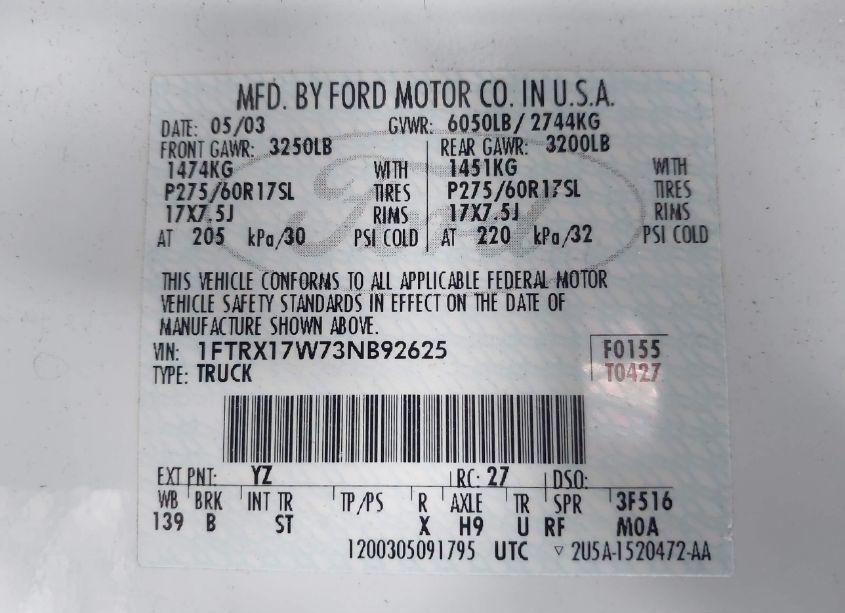 MFD. BY FORD MOTOR CO. IN U.S.A.
DATE: 05/03 GVWR: 6050LB/ 2744KG
FRONT GAWR: 3250LB REAR GAWR: 3200LB
1474KG WITH 1451KG WITH
P275/60R17SL TIRES P275/60R17SL TIRES
17X7.5J RIMS 17X7.5J RIMS
AT 205 kPa/30 PSI COLD AT 220 kPa/32 PSI COLD
Ford
THIS VEHICLE CONFORMS TO ALL APPLICABLE FEDERAL MOTOR
VEHICLE SAFETY STANDARDS IN EFFECT ON THE DATE OF
MANUFACTURE SHOWN ABOVE.
VIN: 1FTRX17W73NB92625 F0155
TYPE: TRUCK T0427
EXT PNT: YZ RC: 27 DSO:
WB BRK INT TR TP/PS R AXLE TR SPR 3F516
139 B ST X H9 U RF MOA
1200305091795 UTC ▽ 2U5A-1520472-AA